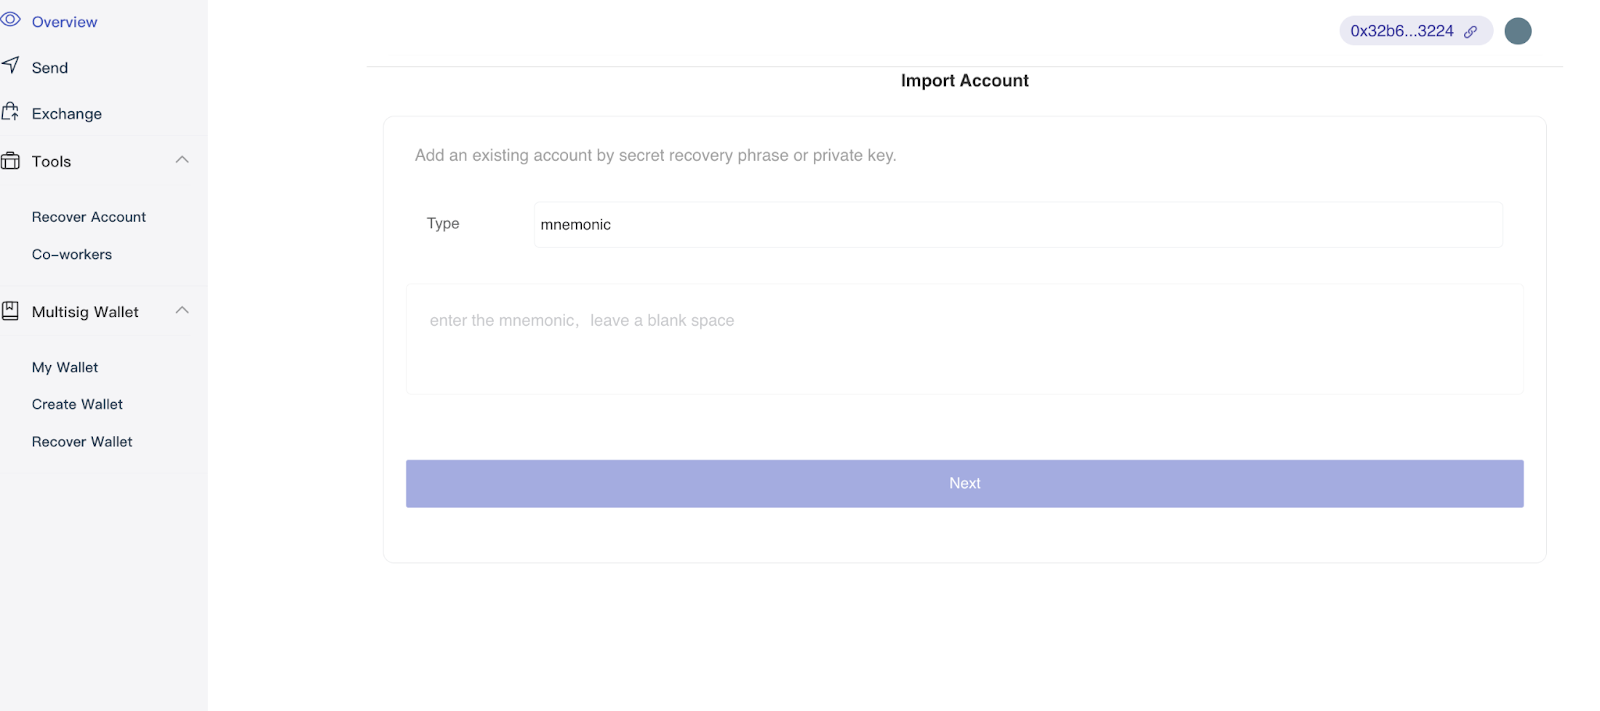 Overview
Send
Exchange
Tools
Recover Account
Co-workers
Multisig Wallet
My Wallet
Create Wallet
Recover Wallet
0x32b6...3224
Import Account
Add an existing account by secret recovery phrase or private key.
Type
mnemonic
enter the mnemonic，leave a blank space
Next